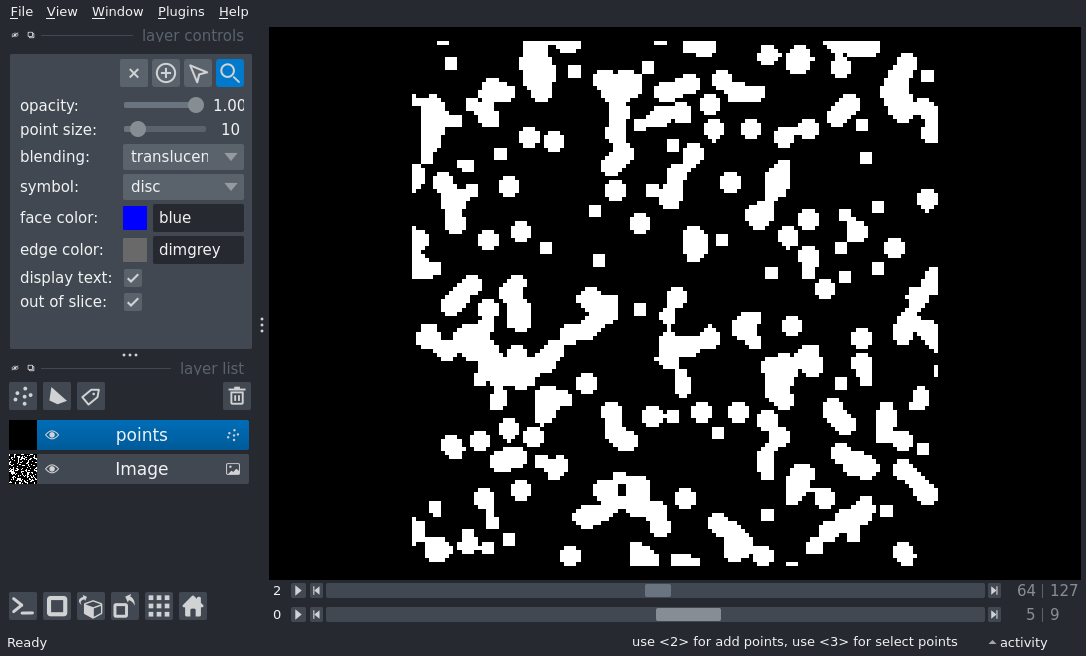 File View Window Plugins Help
layer controls
opacity: 1.00
point size: 10
blending: translucen
symbol: disc
face color: blue
edge color: dimgrey
display text:
out of slice:
layer list
points
Image
2 64 127
0 5 9
Ready use <2> for add points, use <3> for select points activity